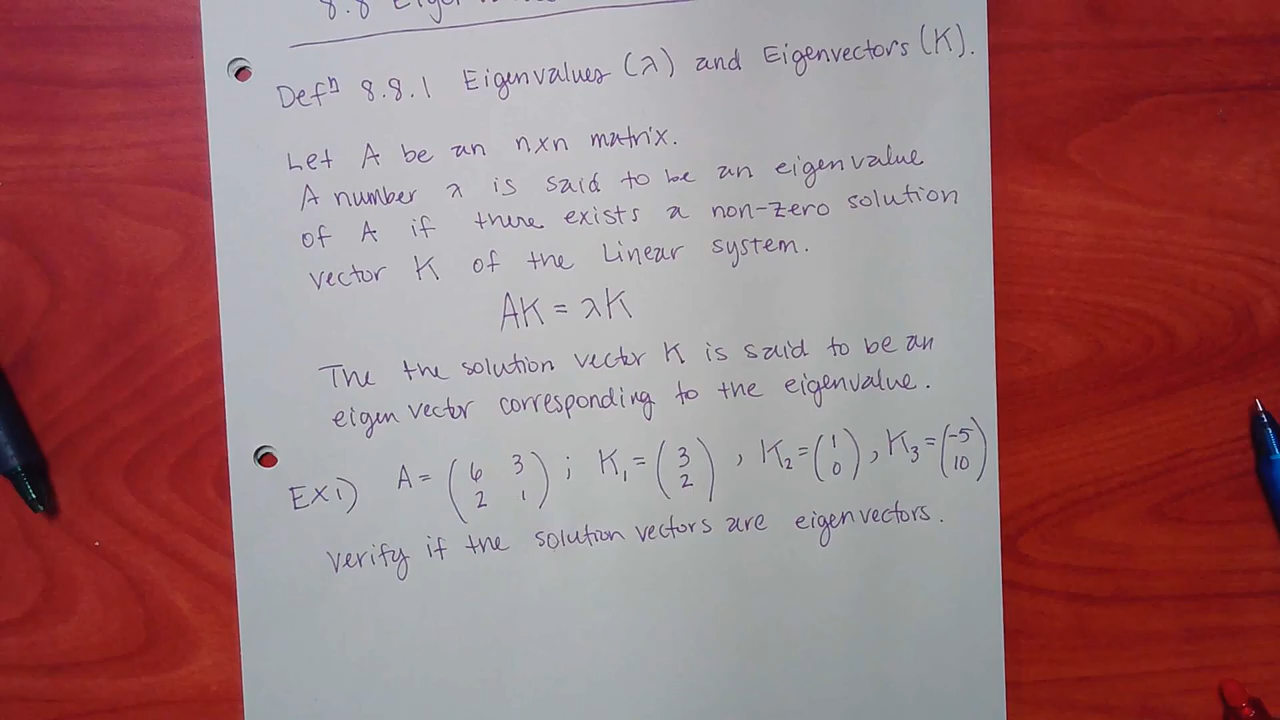 8.8
Defⁿ 8.8.1 Eigenvalues (λ) and Eigenvectors (K).
Let A be an n×n matrix.
A number λ is said to be an eigenvalue
of A if there exists a non-zero solution
vector K of the Linear system.
AK = λK
The the solution vector K is said to be an
eigen vector corresponding to the eigenvalue.
EX1) A = (6 3; 2 1) ; K₁ = (3; 2) , K₂ = (1; 0) , K₃ = (-5; 10)
verify if the solution vectors are eigenvectors.